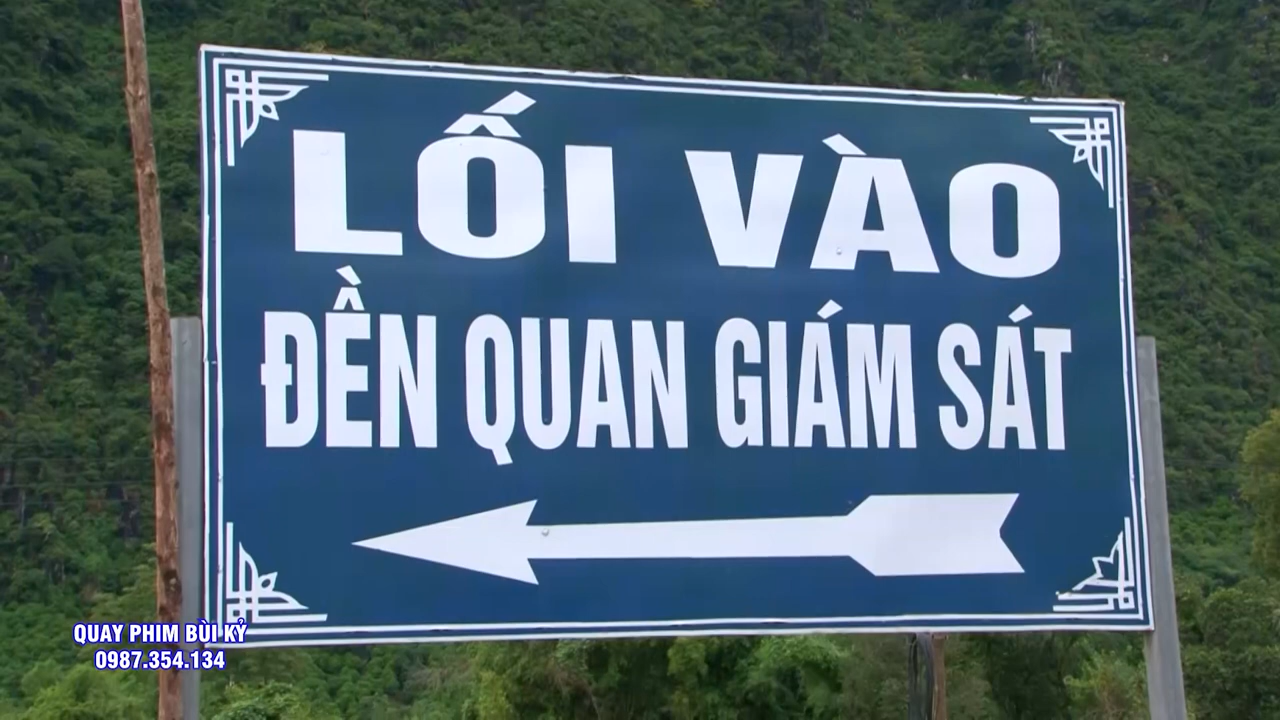 LỐI VÀO
ĐỀN QUAN GIÁM SÁT
QUAY PHIM BÙI KỶ
0987.354.134